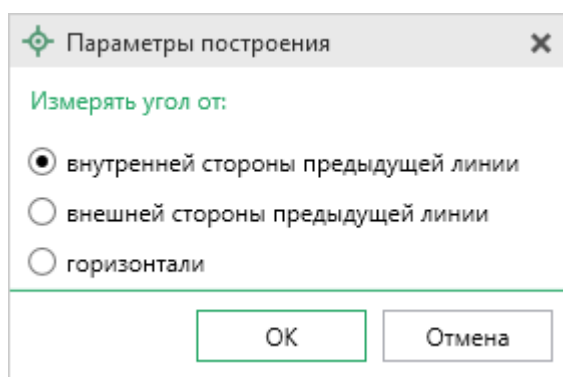 Параметры построения
Измерять угол от:
внутренней стороны предыдущей линии
внешней стороны предыдущей линии
горизонтали
ОК
Отмена